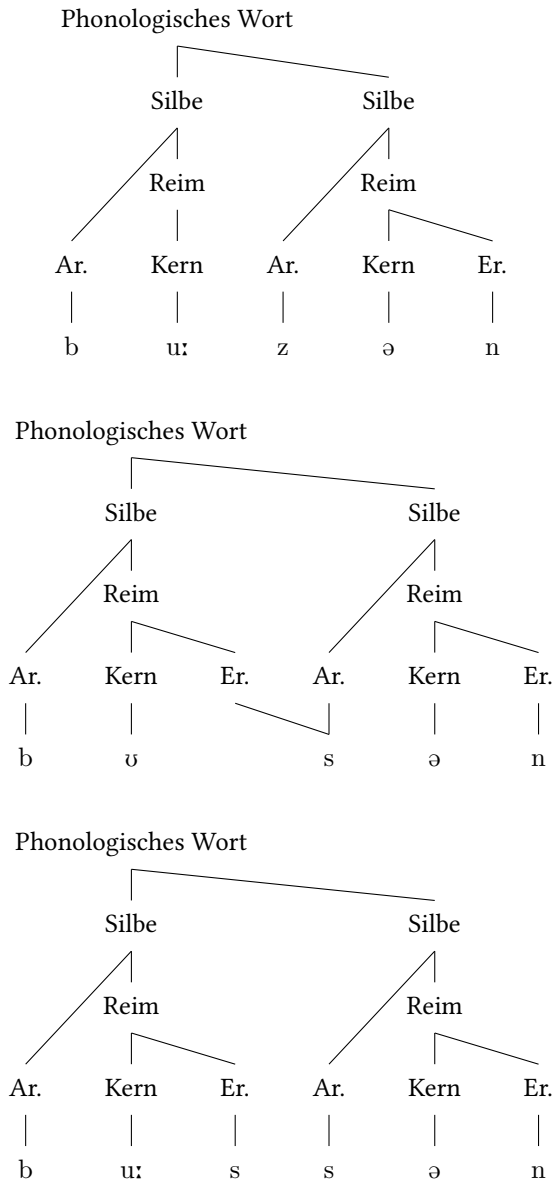 Phonologisches Wort
Silbe Silbe
Reim Reim
Ar. Kern Ar. Kern Er.
b uː z ə n
Phonologisches Wort
Silbe Silbe
Reim Reim
Ar. Kern Er. Ar. Kern Er.
b ʊ s ə n
Phonologisches Wort
Silbe Silbe
Reim Reim
Ar. Kern Er. Ar. Kern Er.
b uː s s ə n